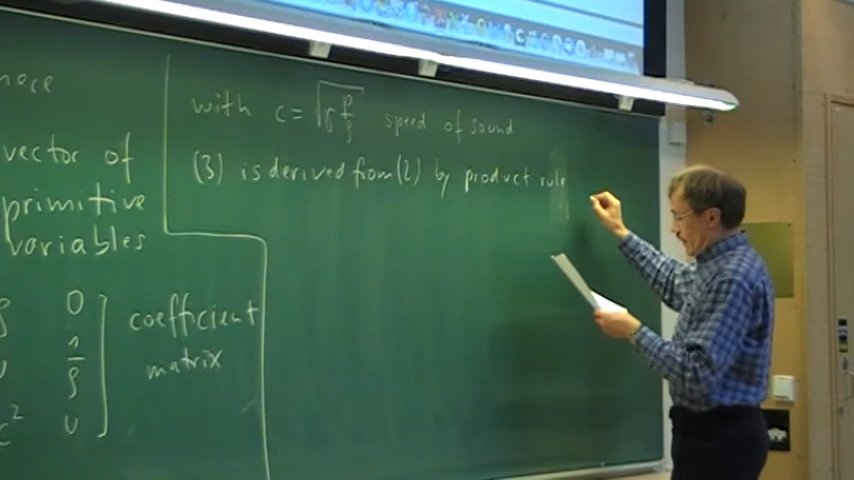 vector of
primitive
variables
ρ 0
u 1/ρ
c² u
coefficient
matrix
with c = √(γ p/ρ) speed of sound
(3) is derived from (2) by product rule